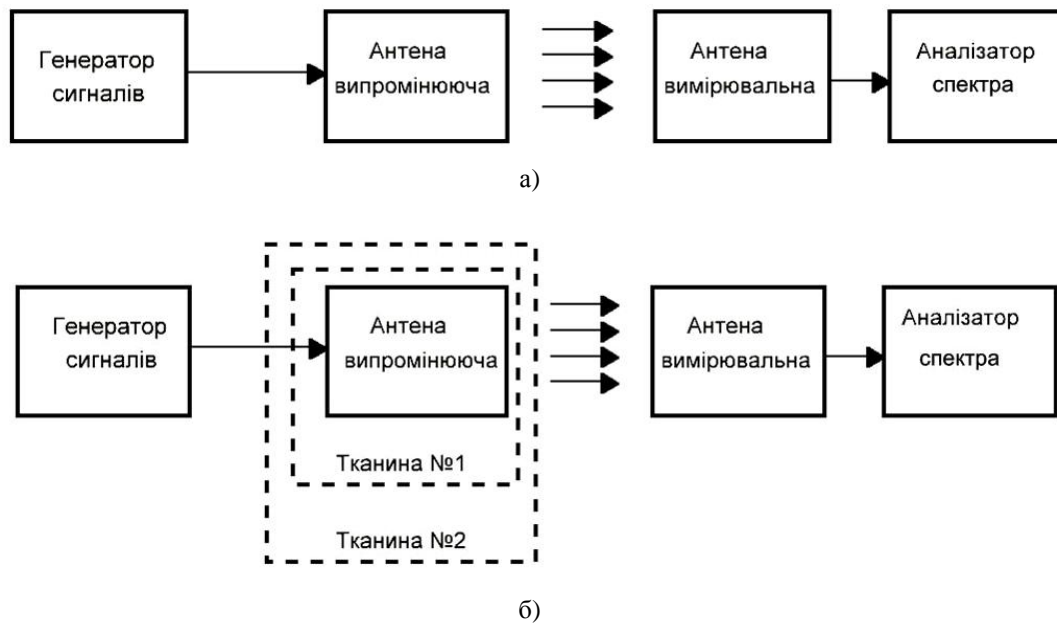 Генератор
сигналів
Антена
випромінююча
Антена
вимірювальна
Аналізатор
спектра
а)
Генератор
сигналів
Антена
випромінююча
Тканина №1
Тканина №2
Антена
вимірювальна
Аналізатор
спектра
б)